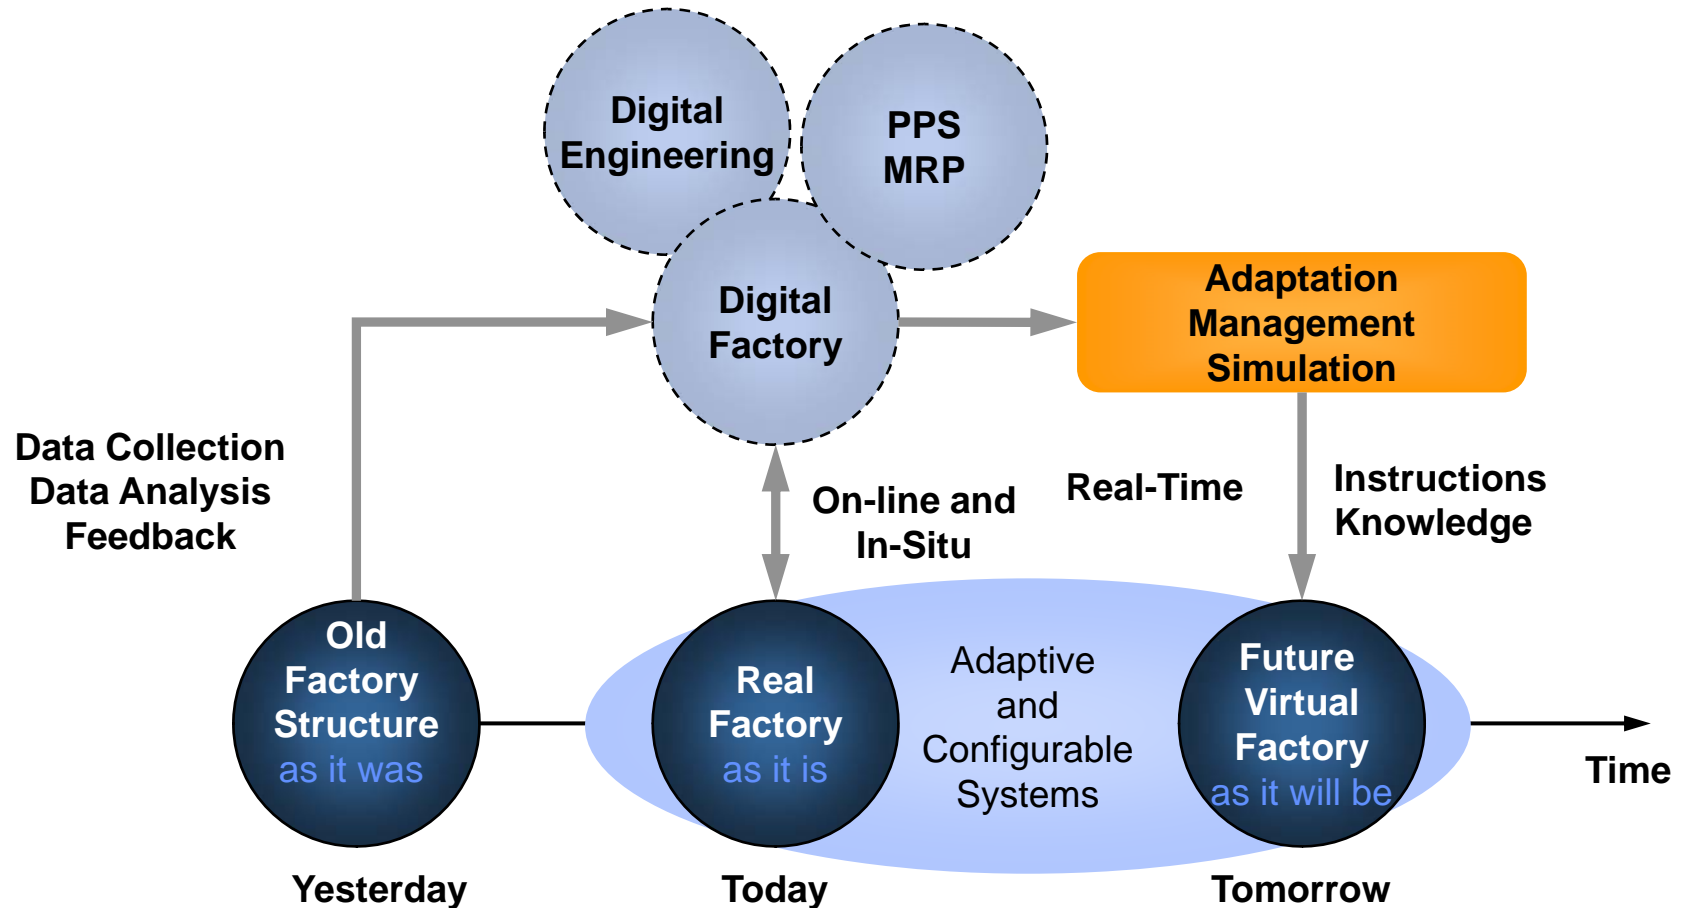 Digital
Engineering
PPS
MRP
Digital
Factory
Adaptation
Management
Simulation
Data Collection
Data Analysis
Feedback
On-line and
In-Situ
Real-Time
Instructions
Knowledge
Old
Factory
Structure
as it was
Real
Factory
as it is
Adaptive
and
Configurable
Systems
Future
Virtual
Factory
as it will be
Time
Yesterday
Today
Tomorrow